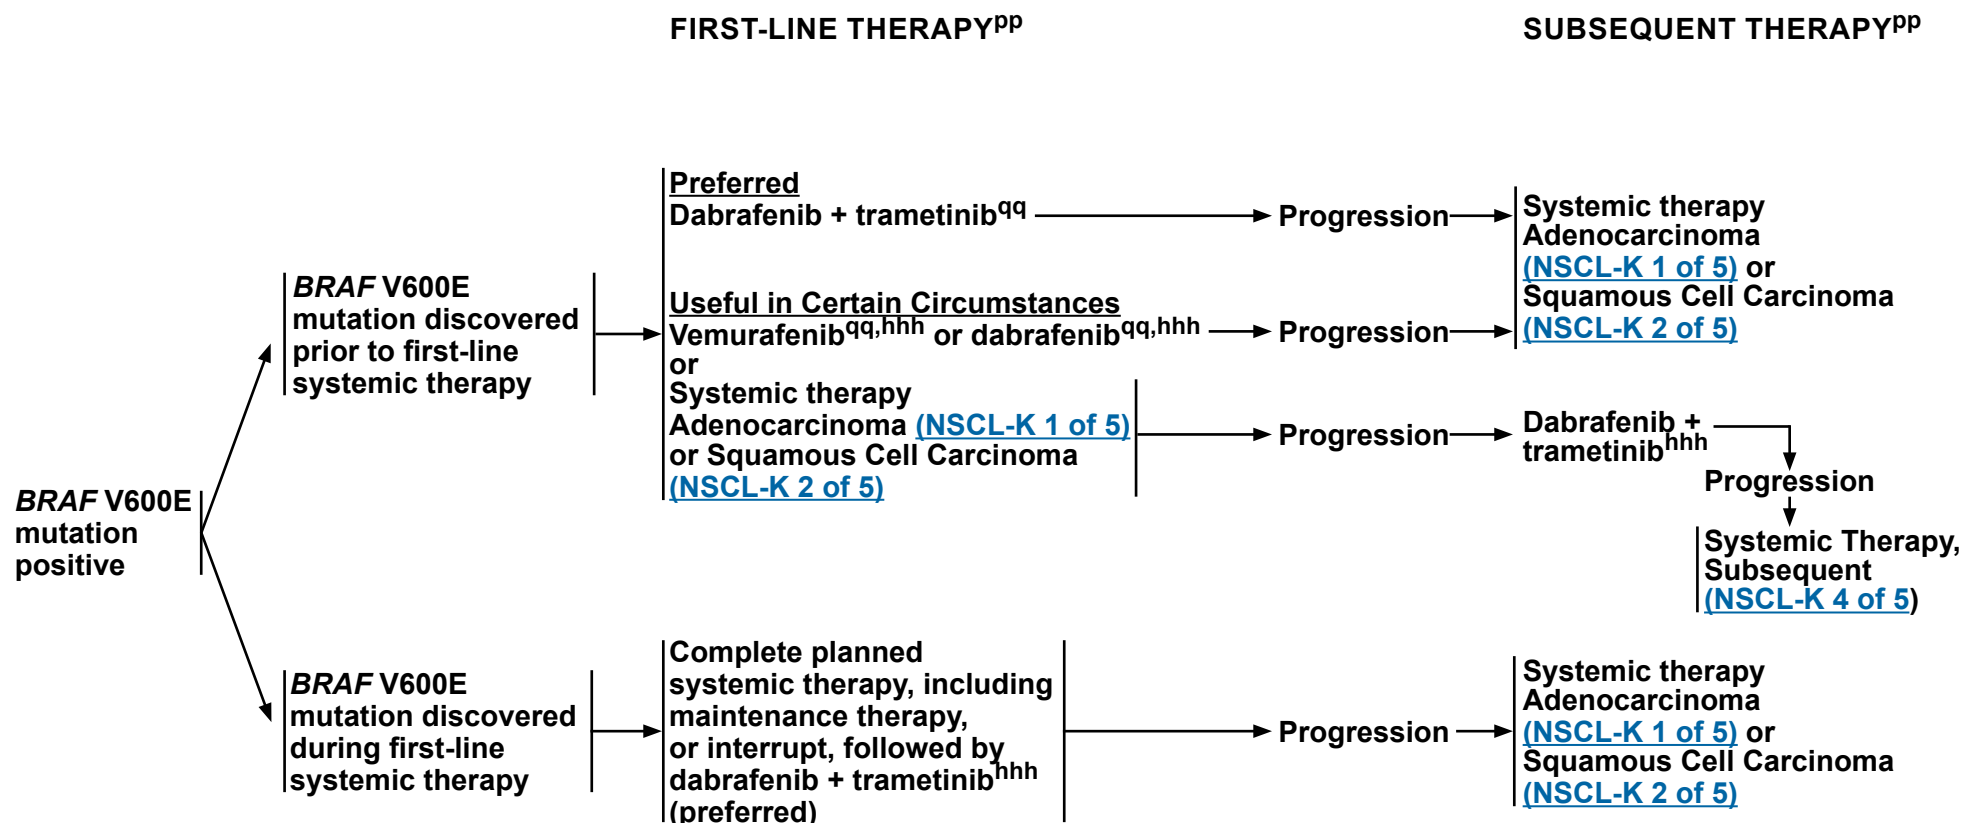 FIRST-LINE THERAPYpp
SUBSEQUENT THERAPYpp
BRAF V600E
mutation
positive
BRAF V600E
mutation discovered
prior to first-line
systemic therapy
Preferred
Dabrafenib + trametinibqq
Progression
Useful in Certain Circumstances
Vemurafenibqq,hhh or dabrafenibqq,hhh
Progression
or
Systemic therapy
Adenocarcinoma (NSCL-K 1 of 5)
or Squamous Cell Carcinoma
(NSCL-K 2 of 5)
Progression
Systemic therapy
Adenocarcinoma
(NSCL-K 1 of 5) or
Squamous Cell Carcinoma
(NSCL-K 2 of 5)
Dabrafenib +
trametinibhhh
Progression
Systemic Therapy,
Subsequent
(NSCL-K 4 of 5)
BRAF V600E
mutation discovered
during first-line
systemic therapy
Complete planned
systemic therapy, including
maintenance therapy,
or interrupt, followed by
dabrafenib + trametinibhhh
(preferred)
Progression
Systemic therapy
Adenocarcinoma
(NSCL-K 1 of 5) or
Squamous Cell Carcinoma
(NSCL-K 2 of 5)